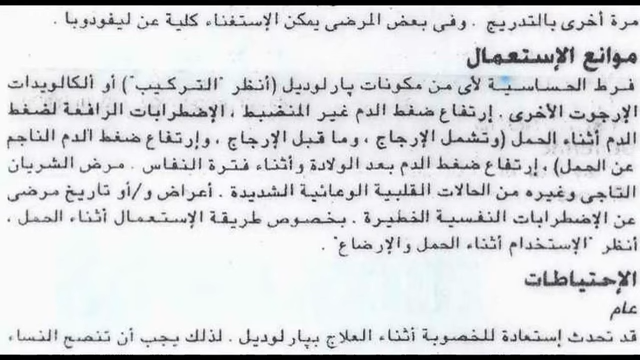 مرة أخرى بالتدريج . وفى بعض المرضى يمكن الإستغناء كلية عن ليفودوبا .
موانع الإستعمال
فرط الحساسية لأى من مكونات پارلوديل (أنظر "التركيب") أو ألكالويدات
الإرجوت الأخرى . إرتفاع ضغط الدم غير المنضبط ، الإضطرابات الرافعة لضغط
الدم أثناء الحمل (وتشمل الإرجاج ، وما قبل الإرجاج ، وإرتفاع ضغط الدم الناجم
عن الحمل) ، إرتفاع ضغط الدم بعد الولادة وأثناء فترة النفاس . مرض الشريان
التاجى وغيره من الحالات القلبية الوعائية الشديدة . أعراض و/أو تاريخ مرضى
عن الإضطرابات النفسية الخطيرة . بخصوص طريقة الإستعمال أثناء الحمل ،
أنظر "الإستخدام أثناء الحمل والإرضاع" .
الإحتياطات
عام
قد تحدث إستعادة للخصوبة أثناء العلاج بپارلوديل . لذلك يجب أن تنصح النساء